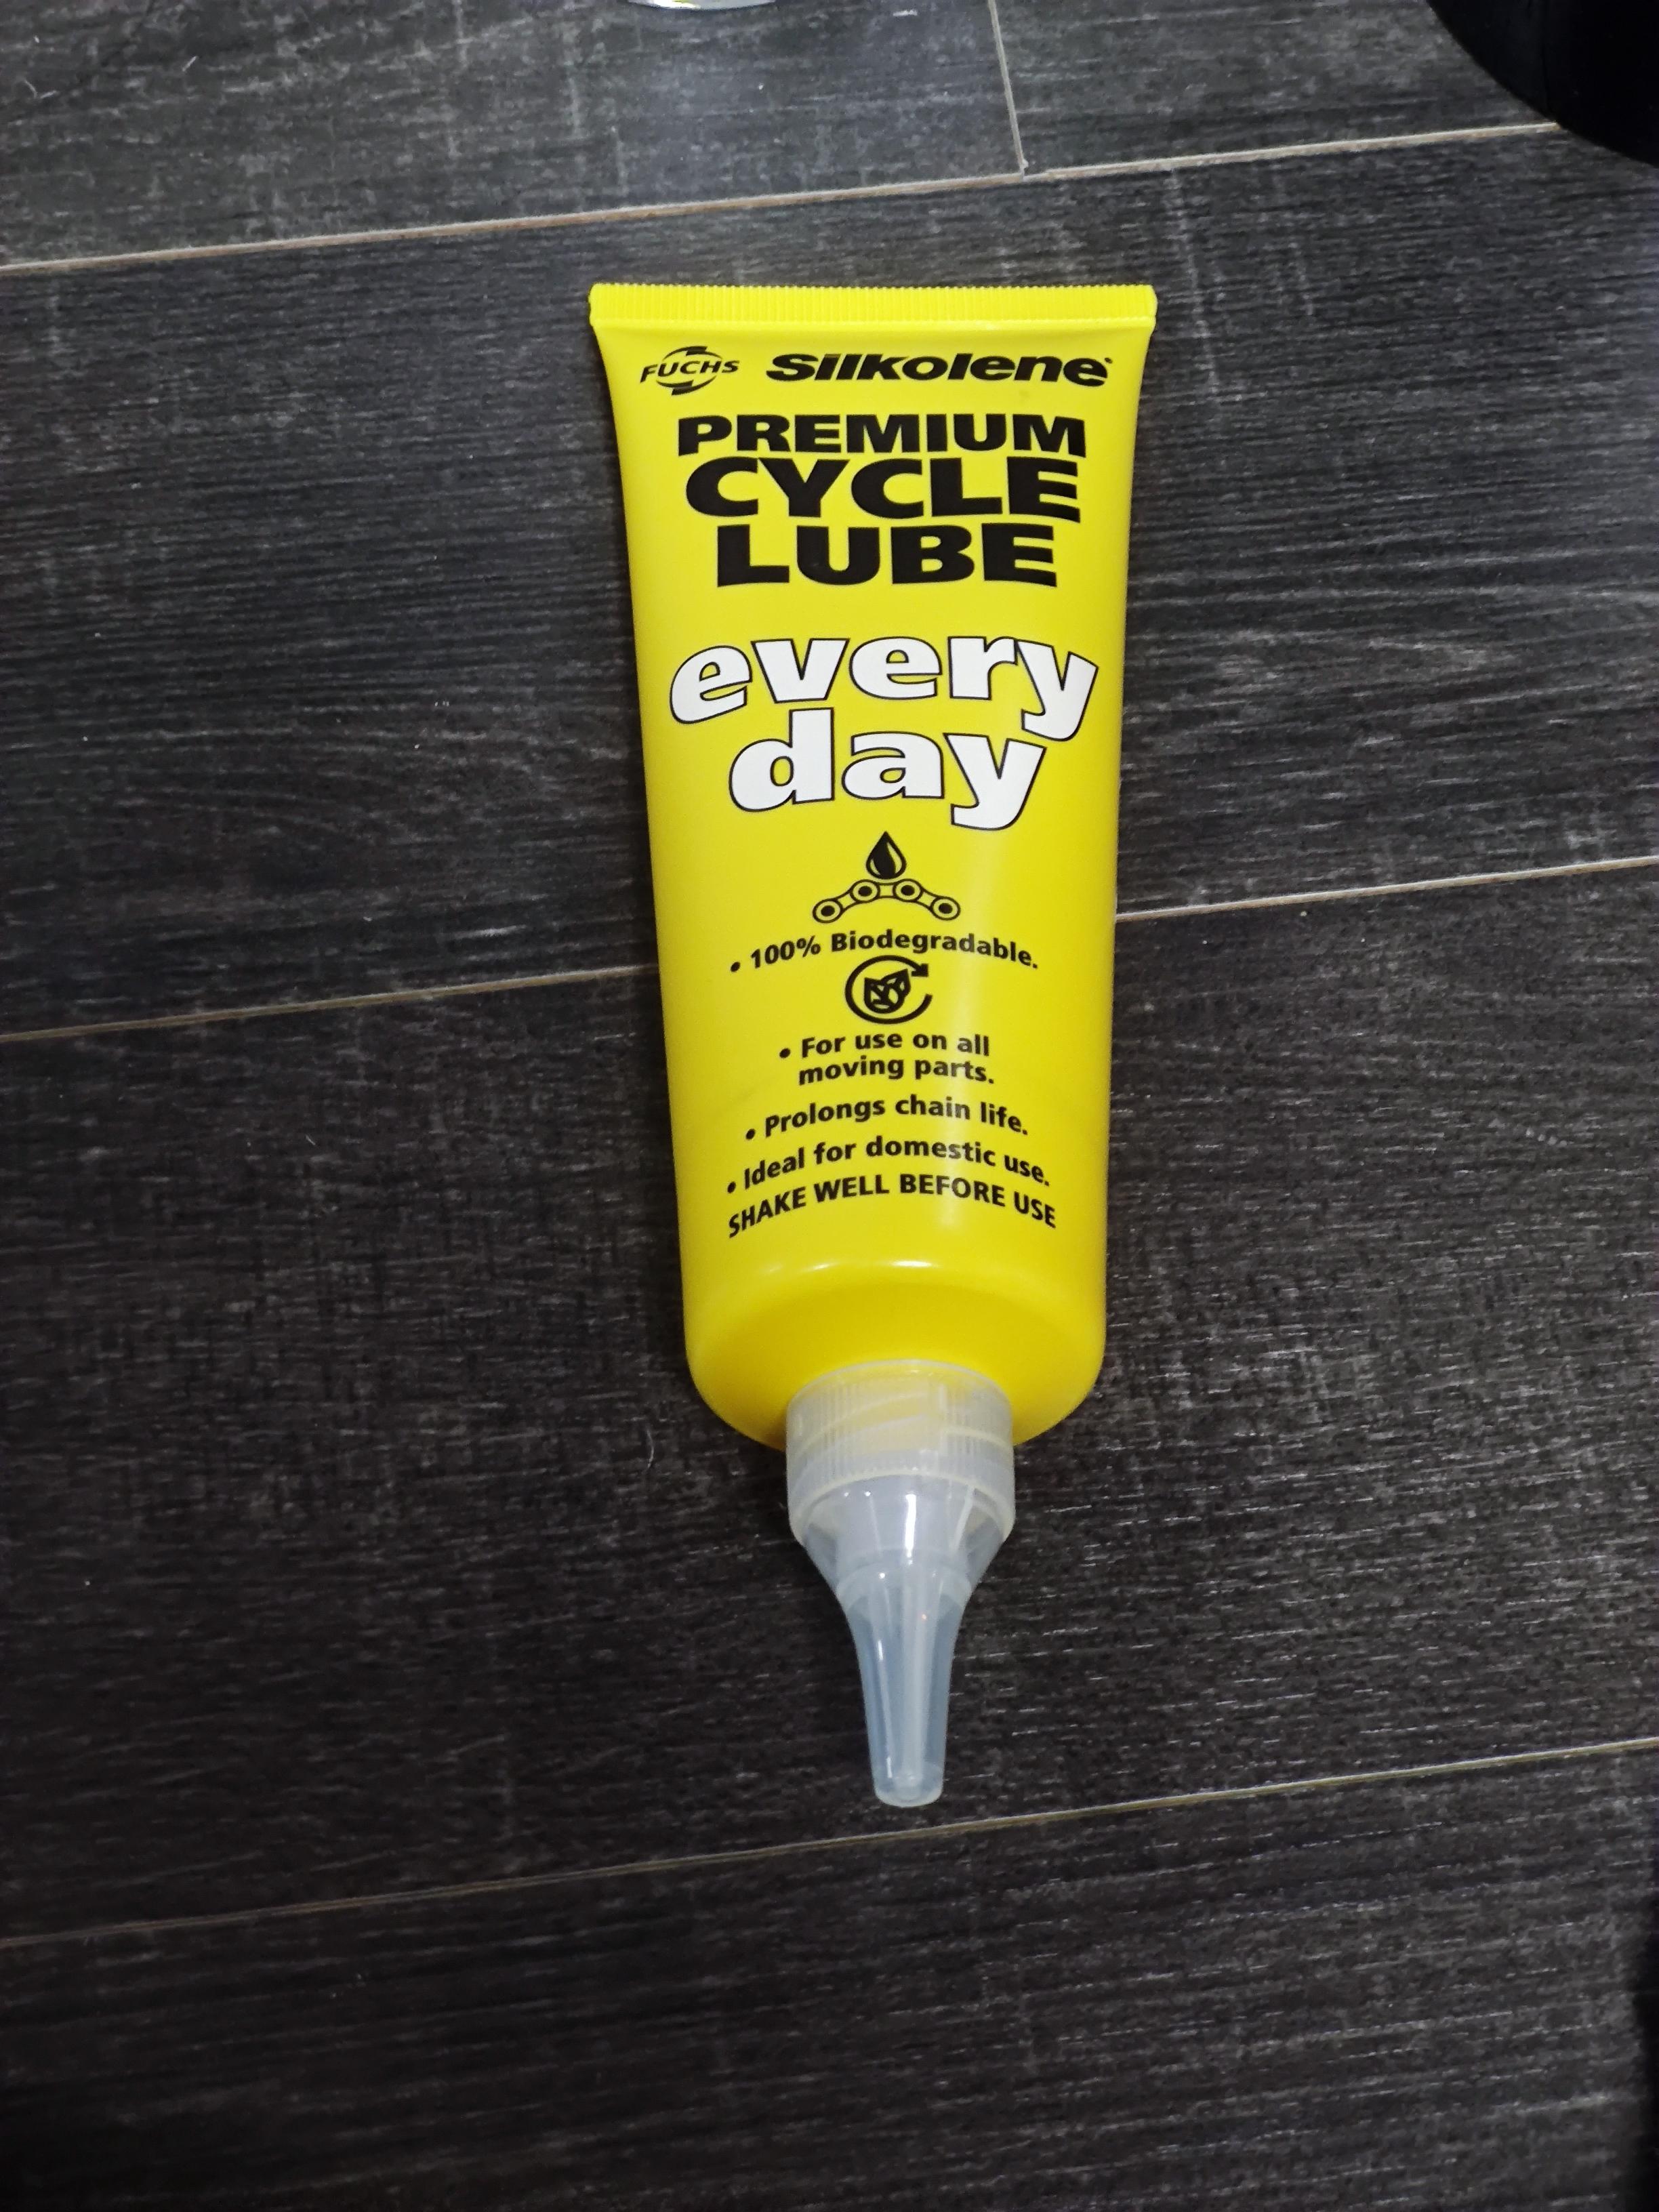 FUCHS Silkolene®
PREMIUM
CYCLE
LUBE
every
day
• 100% Biodegradable.
• For use on all
moving parts.
• Prolongs chain life.
• Ideal for domestic use.
SHAKE WELL BEFORE USE